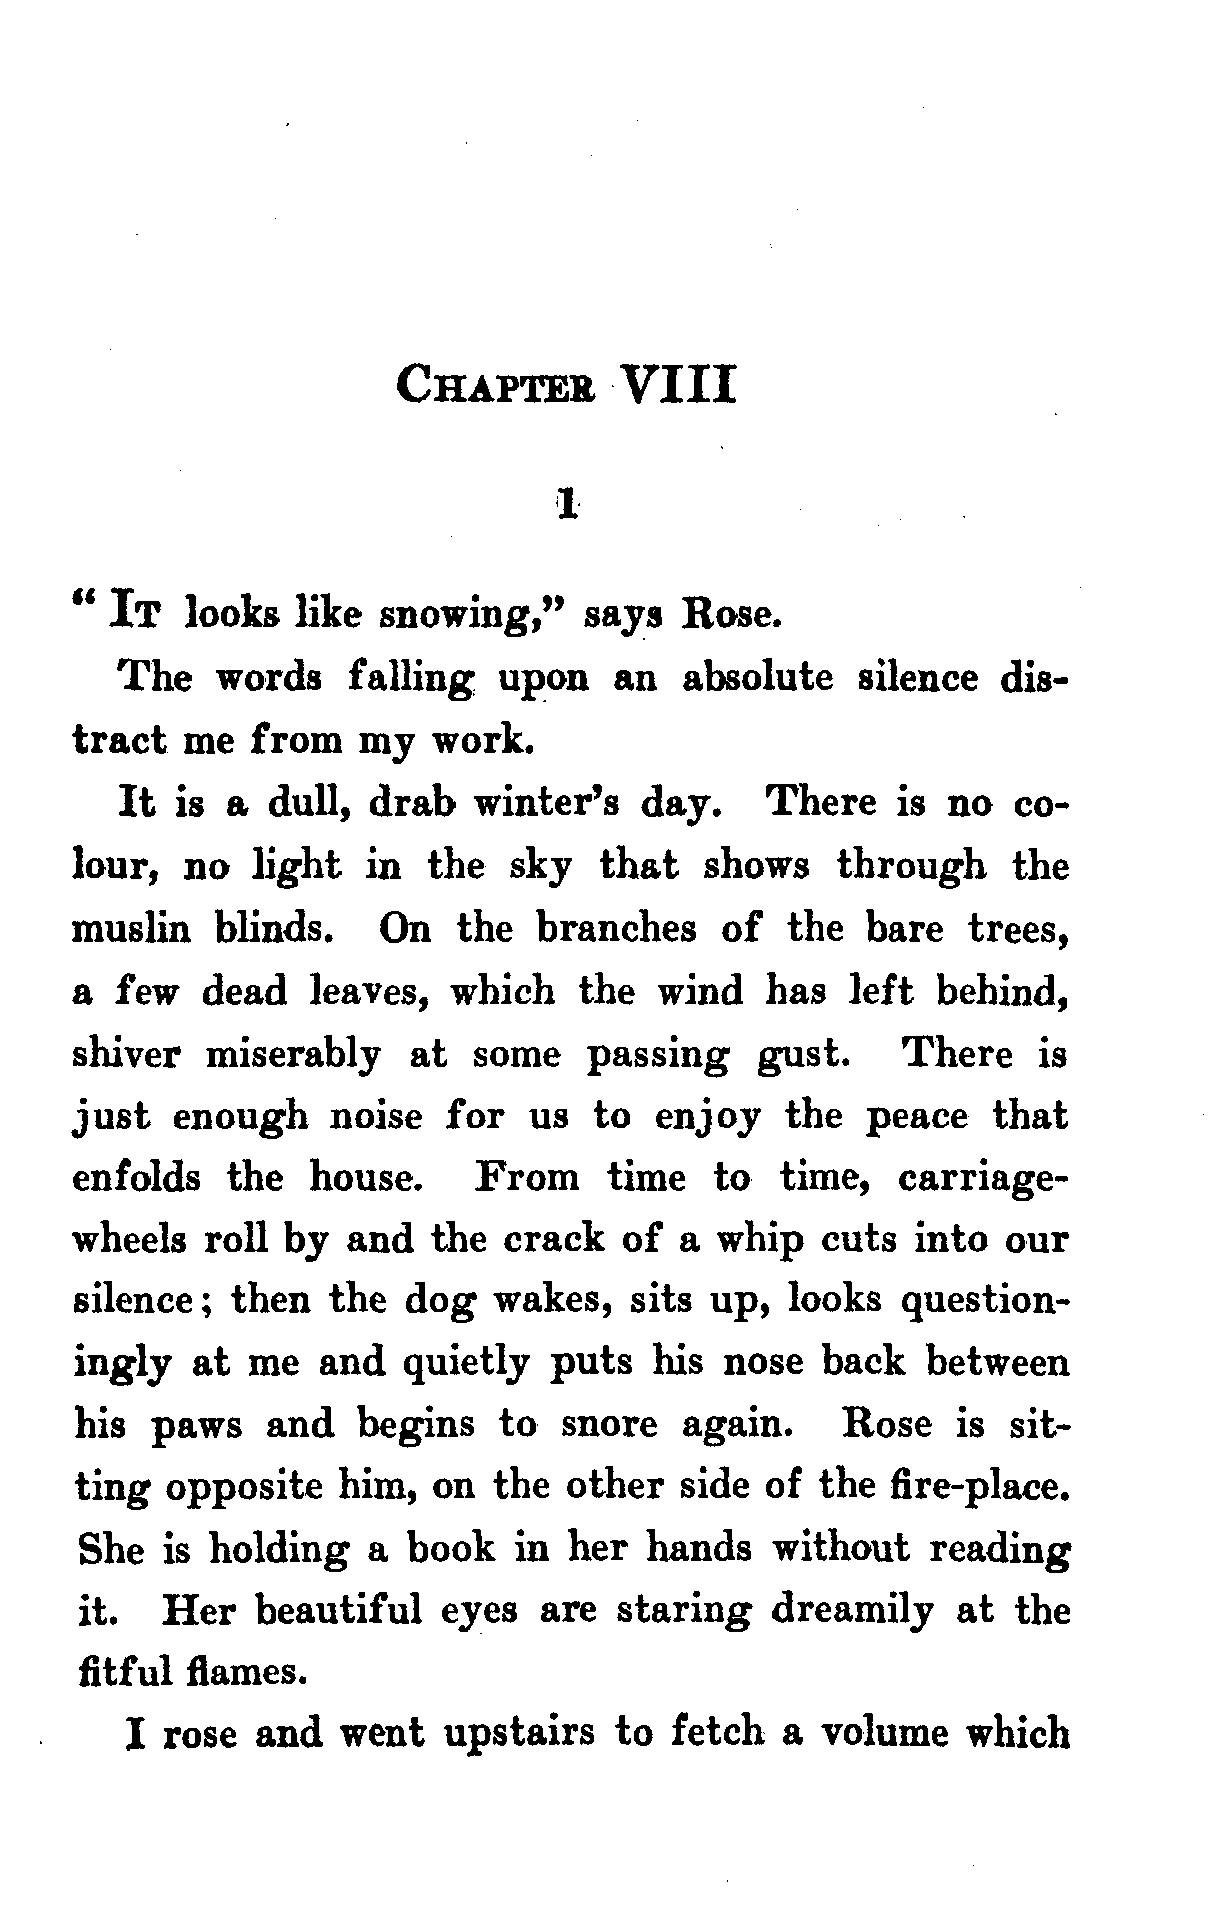 CHAPTER VIII
1
“ IT looks like snowing,” says Rose.
The words falling upon an absolute silence dis-
tract me from my work.
It is a dull, drab winter’s day. There is no co-
lour, no light in the sky that shows through the
muslin blinds. On the branches of the bare trees,
a few dead leaves, which the wind has left behind,
shiver miserably at some passing gust. There is
just enough noise for us to enjoy the peace that
enfolds the house. From time to time, carriage-
wheels roll by and the crack of a whip cuts into our
silence; then the dog wakes, sits up, looks question-
ingly at me and quietly puts his nose back between
his paws and begins to snore again. Rose is sit-
ting opposite him, on the other side of the fire-place.
She is holding a book in her hands without reading
it. Her beautiful eyes are staring dreamily at the
fitful flames.
I rose and went upstairs to fetch a volume which